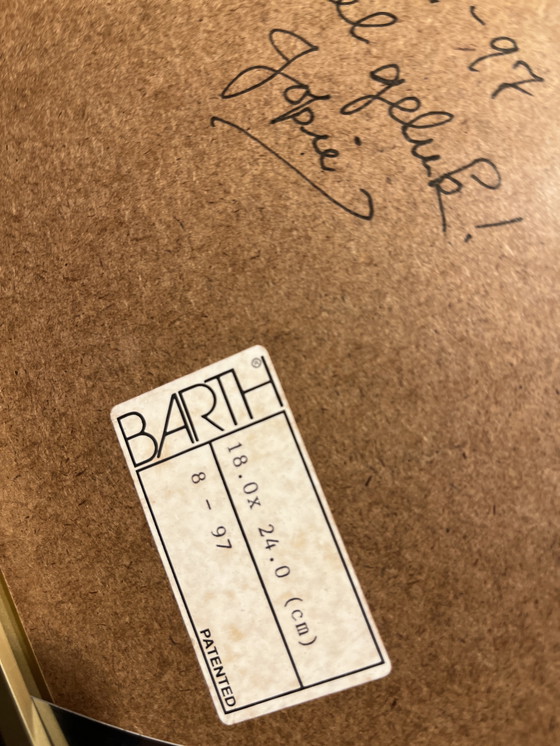 -97
geluk!
Jopie
BARTH®
18.0x 24.0 (cm)
8 - 97
PATENTED